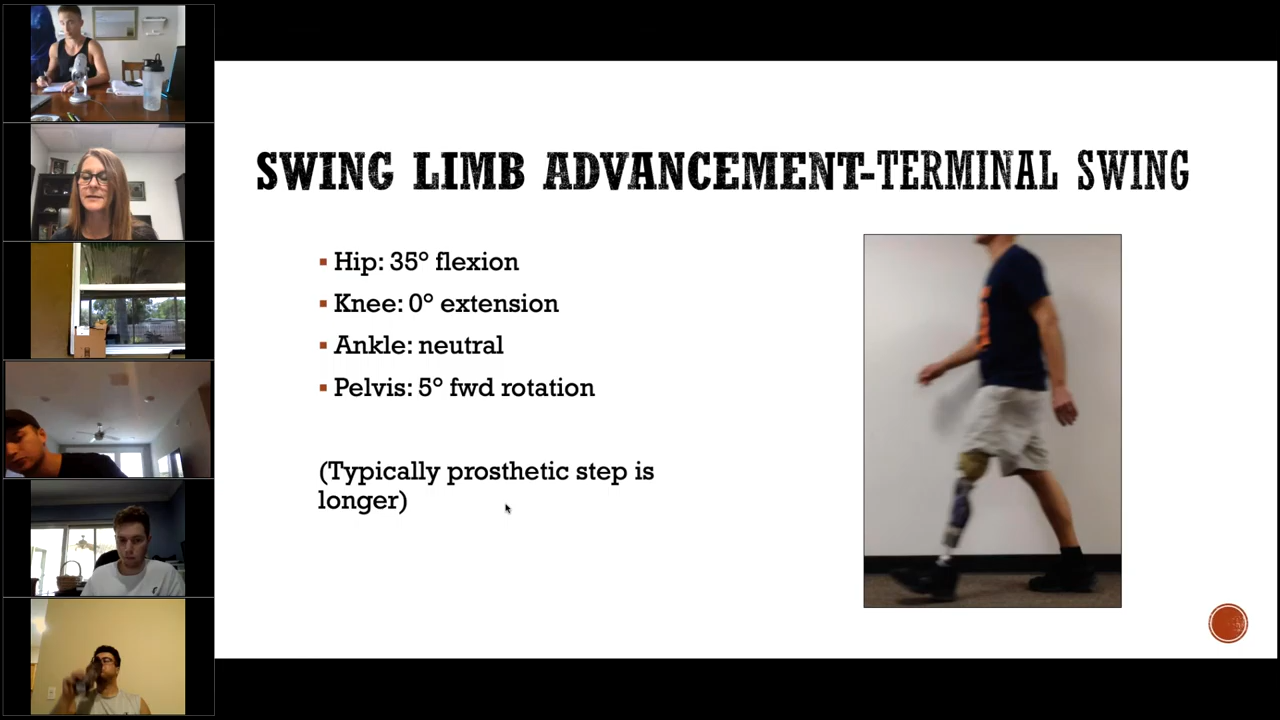 SWING LIMB ADVANCEMENT-TERMINAL SWING
▪ Hip: 35° flexion
▪ Knee: 0° extension
▪ Ankle: neutral
▪ Pelvis: 5° fwd rotation
(Typically prosthetic step is
longer)